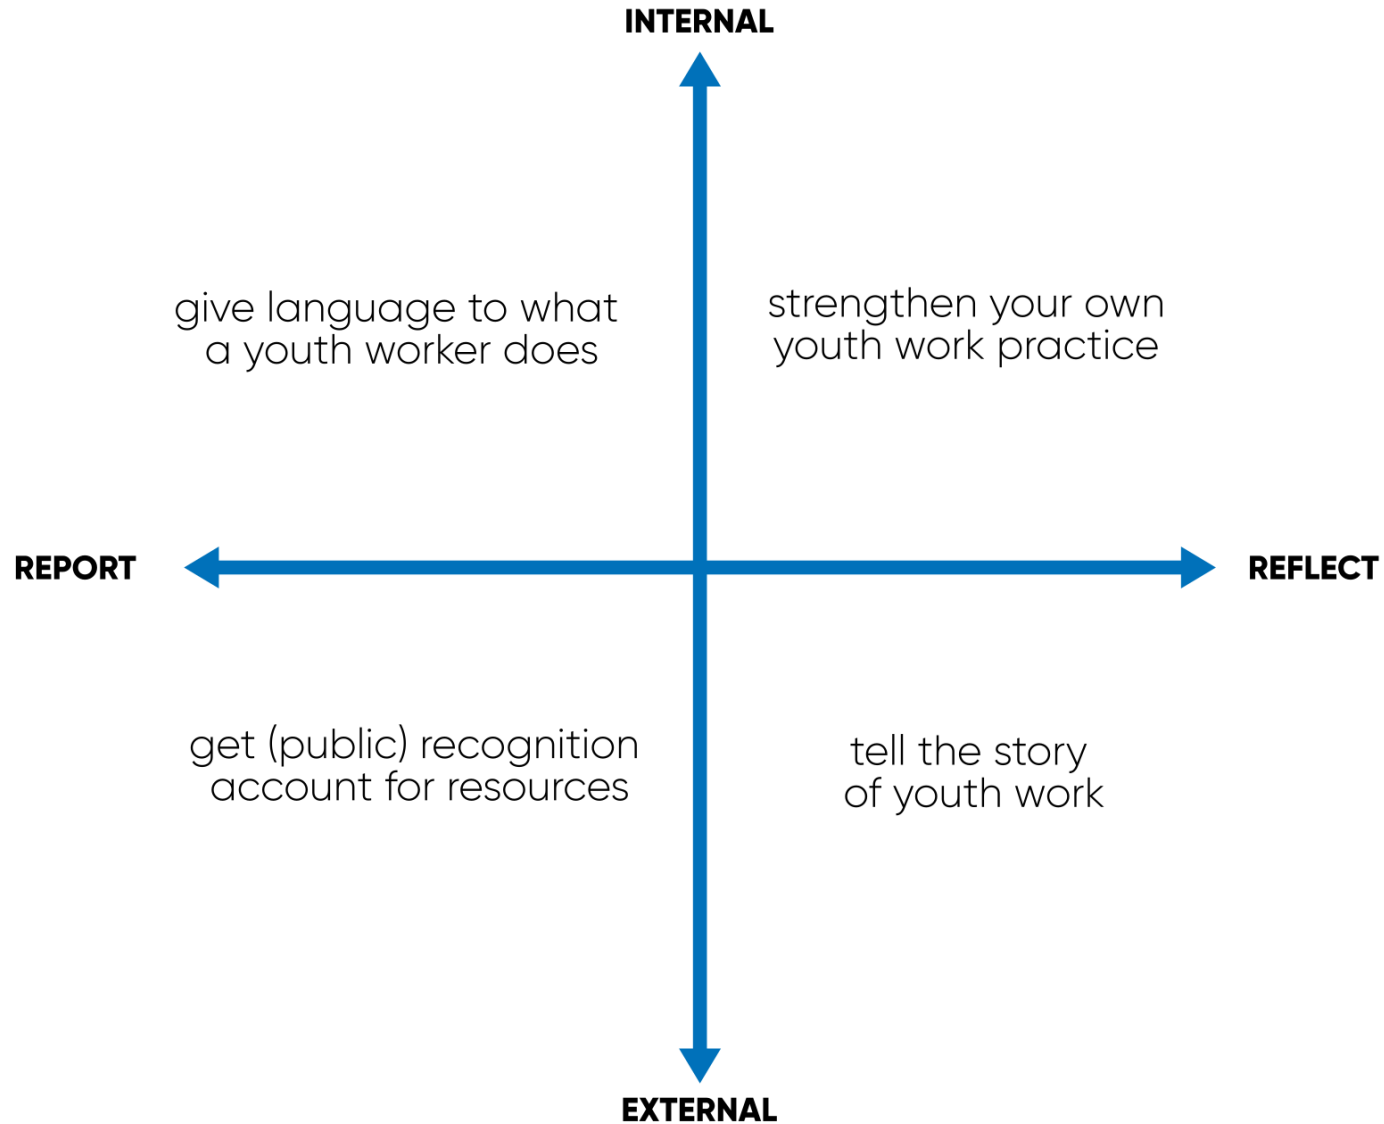 INTERNAL
give language to what
a youth worker does
strengthen your own
youth work practice
REPORT
REFLECT
get (public) recognition
account for resources
tell the story
of youth work
EXTERNAL